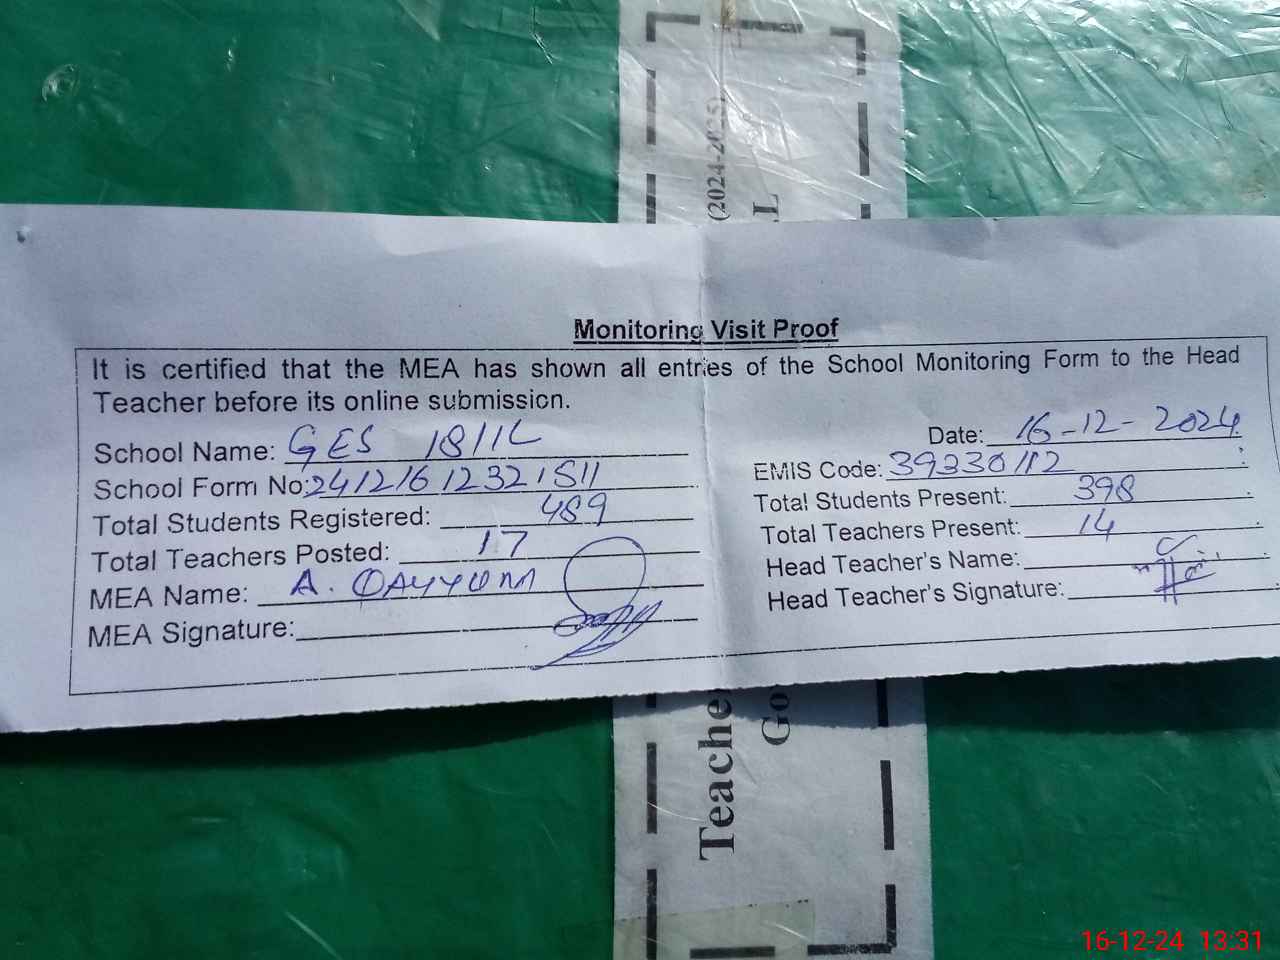 (2024-2025)
LL
Monitoring Visit Proof
It is certified that the MEA has shown all entries of the School Monitoring Form to the Head
Teacher before its online submission.
School Name: GES 18/1L
Date: 16-12-2024
School Form No: 24121612321511
EMIS Code: 39330112
Total Students Registered: 489
Total Students Present: 398
Total Teachers Posted: 17
Total Teachers Present: 14
MEA Name: A. QAYYUM
Head Teacher's Name:
MEA Signature:
Head Teacher's Signature:
Teache
Go
16-12-24 13:31